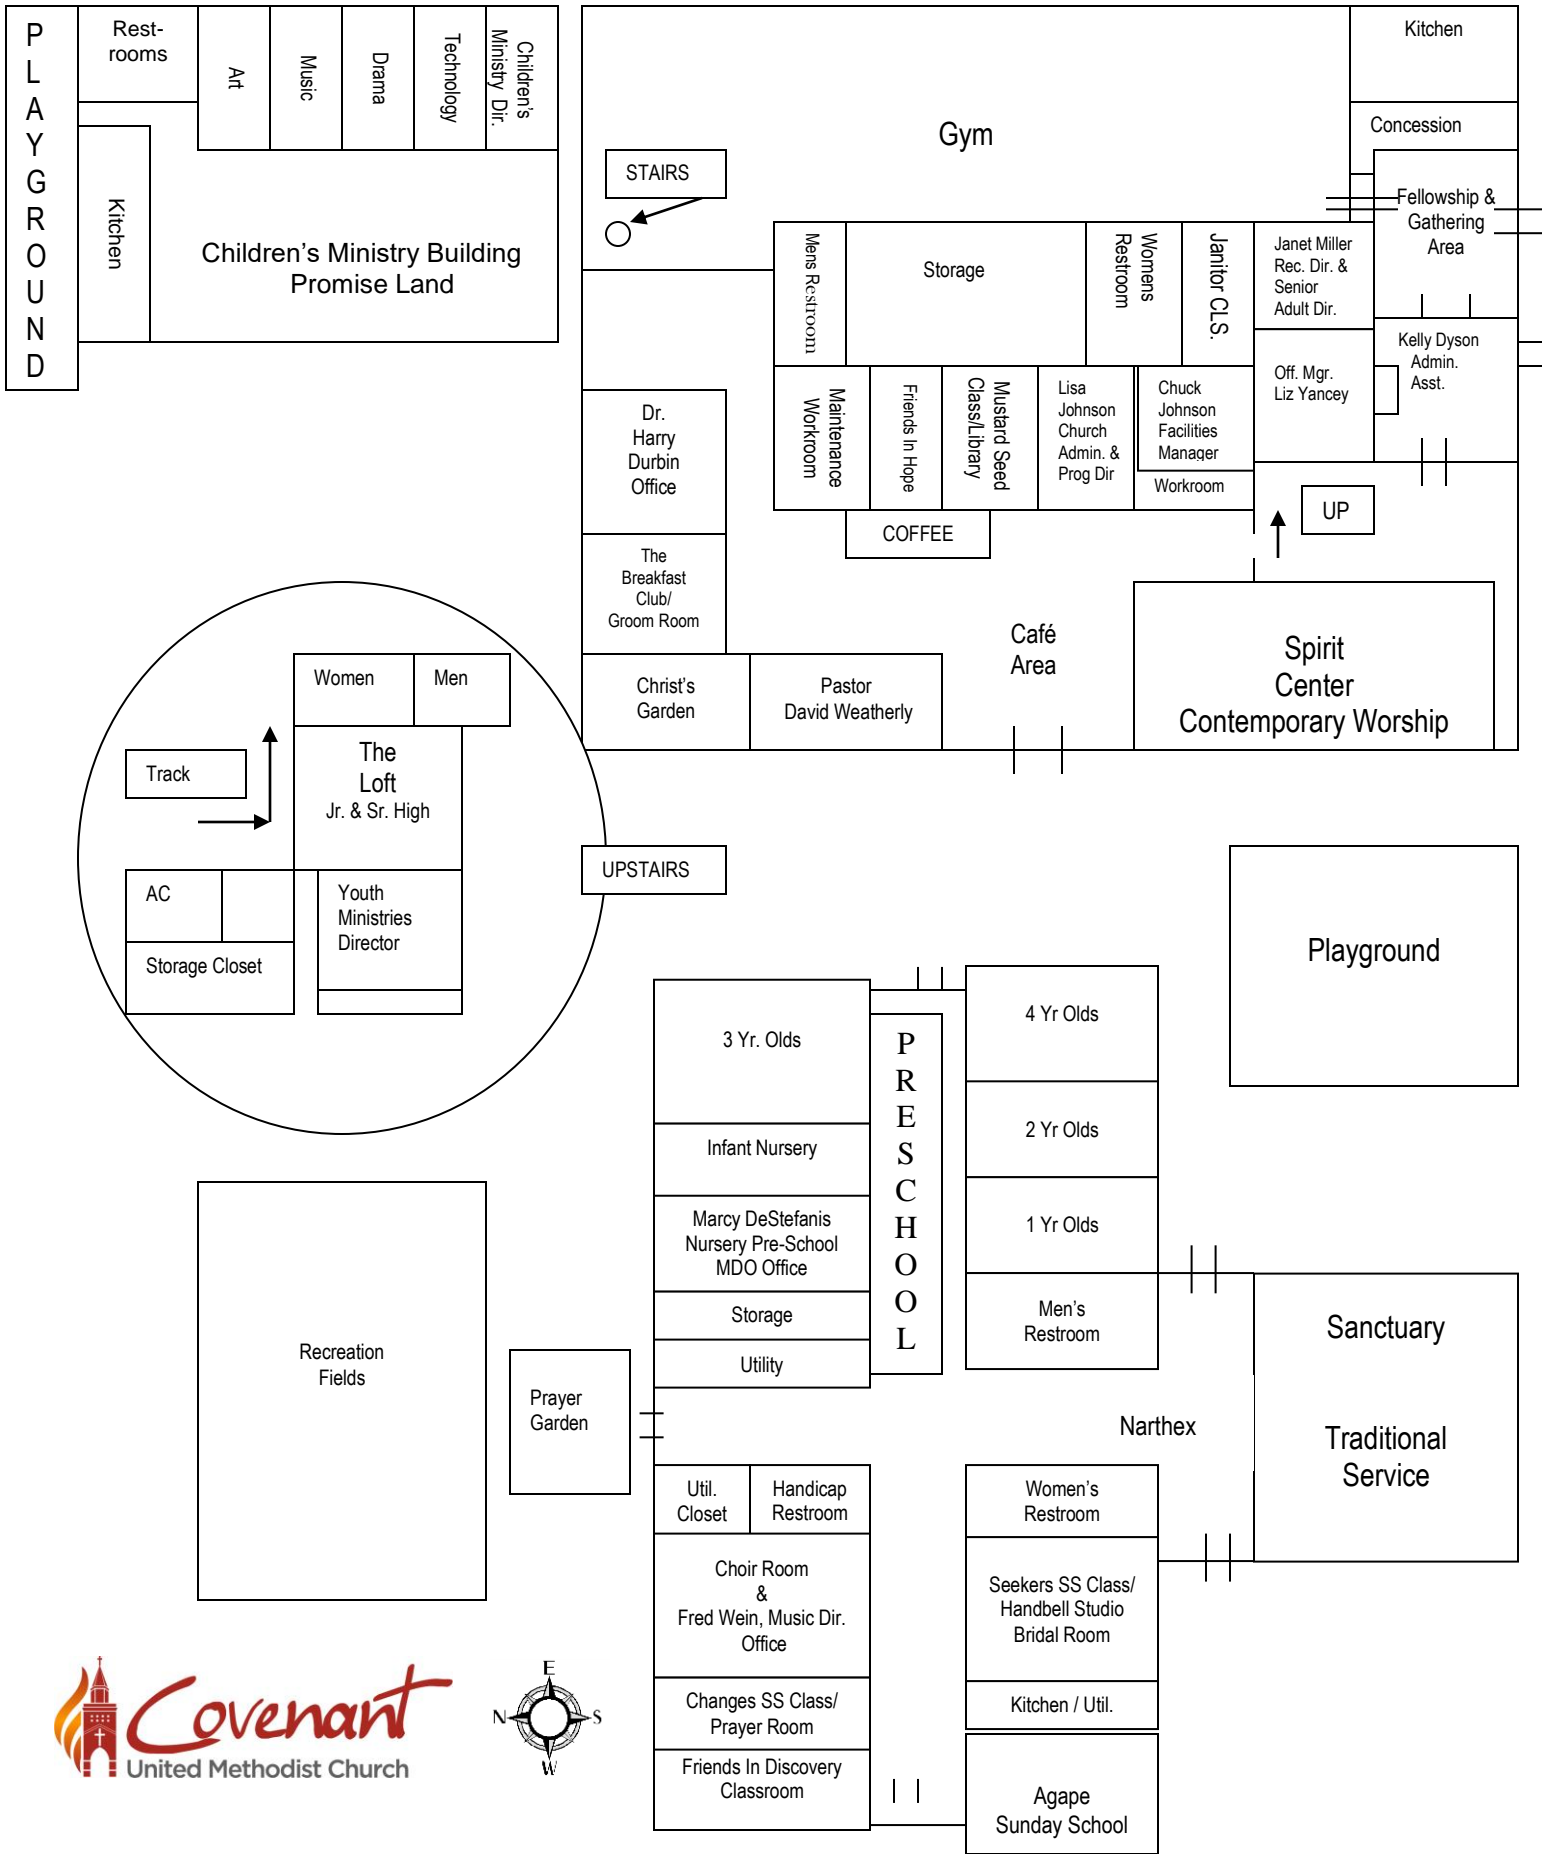 PLAYGROUND
Rest-
rooms
Art
Music
Drama
Technology
Children's
Ministry Dir.
Kitchen
Children's Ministry Building
Promise Land
Gym
STAIRS
Kitchen
Concession
Fellowship &
Gathering
Area
Mens Restroom
Storage
Womens
Restroom
Janitor CLS.
Janet Miller
Rec. Dir. &
Senior
Adult Dir.
Kelly Dyson
Admin.
Asst.
Off. Mgr.
Liz Yancey
Dr.
Harry
Durbin
Office
Maintenance
Workroom
Friends In Hope
Mustard Seed
Class/Library
Lisa
Johnson
Church
Admin. &
Prog Dir
Chuck
Johnson
Facilities
Manager
Workroom
UP
COFFEE
The
Breakfast
Club/
Groom Room
Christ's
Garden
Pastor
David Weatherly
Café
Area
Spirit
Center
Contemporary Worship
Women
Men
Track
The
Loft
Jr. & Sr. High
UPSTAIRS
AC
Youth
Ministries
Director
Storage Closet
Playground
3 Yr. Olds
PRESCHOOL
4 Yr Olds
Infant Nursery
2 Yr Olds
Marcy DeStefanis
Nursery Pre-School
MDO Office
1 Yr Olds
Storage
Utility
Men's
Restroom
Sanctuary
Traditional
Service
Recreation
Fields
Prayer
Garden
Narthex
Util.
Closet
Handicap
Restroom
Women's
Restroom
Choir Room
&
Fred Wein, Music Dir.
Office
Seekers SS Class/
Handbell Studio
Bridal Room
Changes SS Class/
Prayer Room
Kitchen / Util.
Friends In Discovery
Classroom
Agape
Sunday School
Covenant
United Methodist Church
E
N
S
W